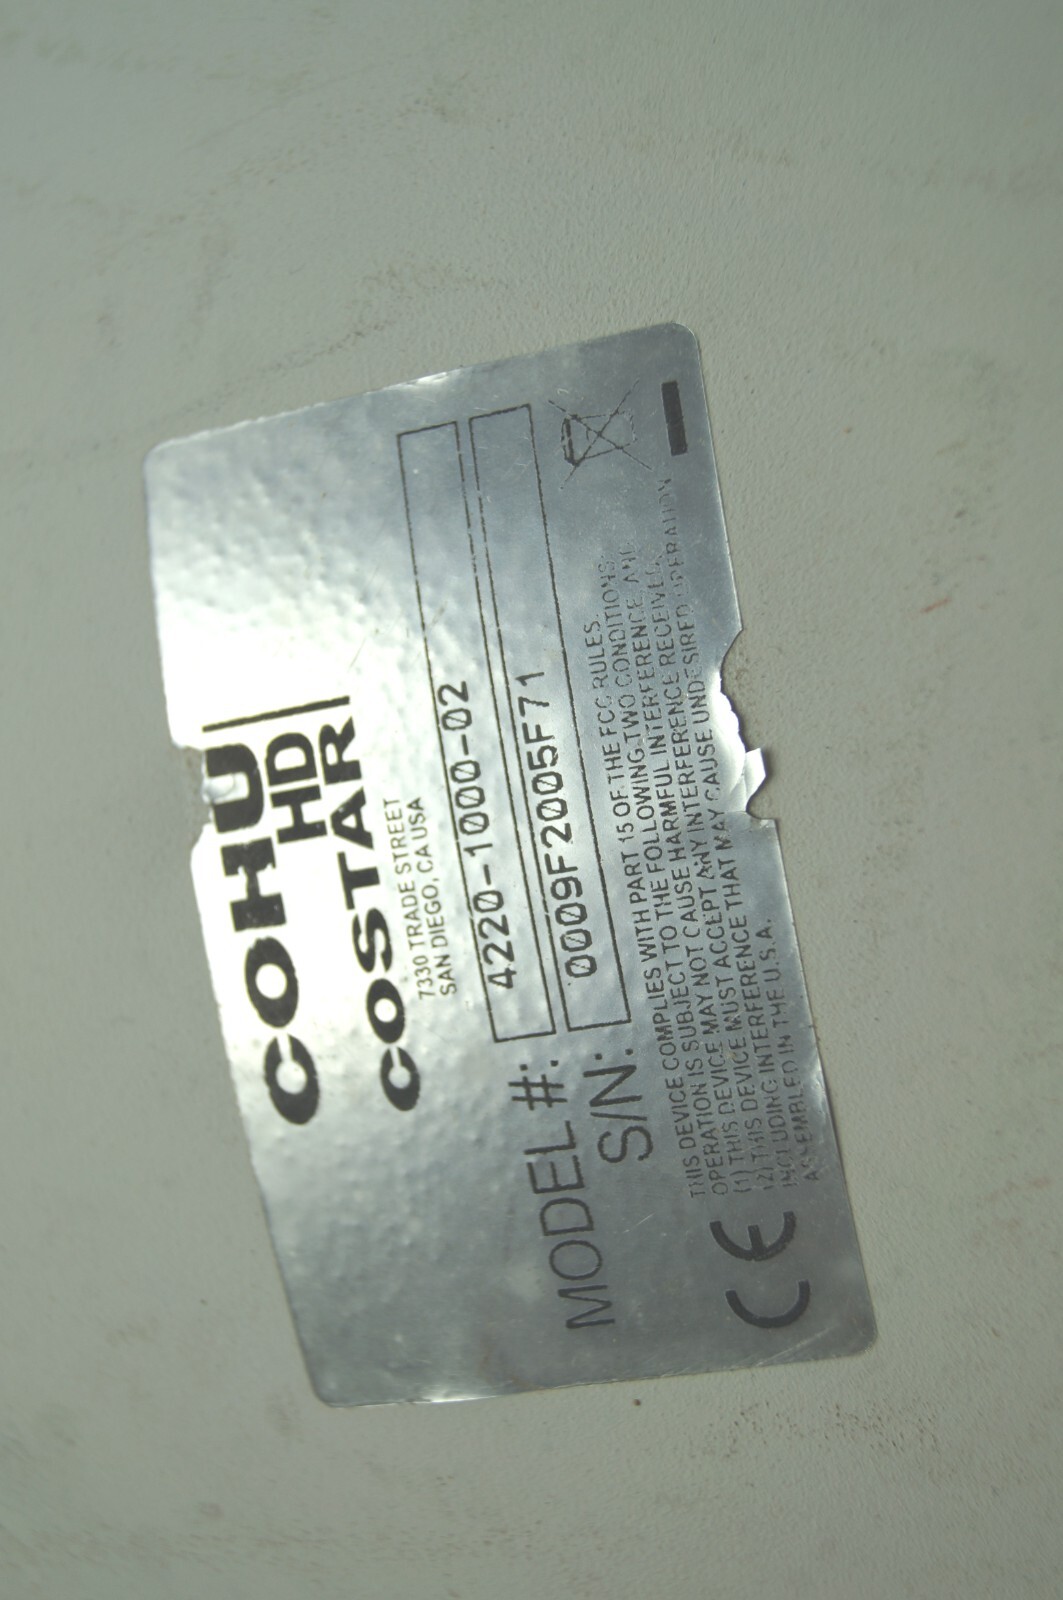 COHU
HD
COSTAR
7330 TRADE STREET
SAN DIEGO, CA USA
MODEL #: 4220-1000-02
S/N: 0009F2005F71
THIS DEVICE COMPLIES WITH PART 15 OF THE FCC RULES.
OPERATION IS SUBJECT TO THE FOLLOWING TWO CONDITIONS:
(1) THIS DEVICE MAY NOT CAUSE HARMFUL INTERFERENCE, AND
(2) THIS DEVICE MUST ACCEPT ANY INTERFERENCE RECEIVED,
INCLUDING INTERFERENCE THAT MAY CAUSE UNDESIRED OPERATION
ASSEMBLED IN THE U.S.A.
CE